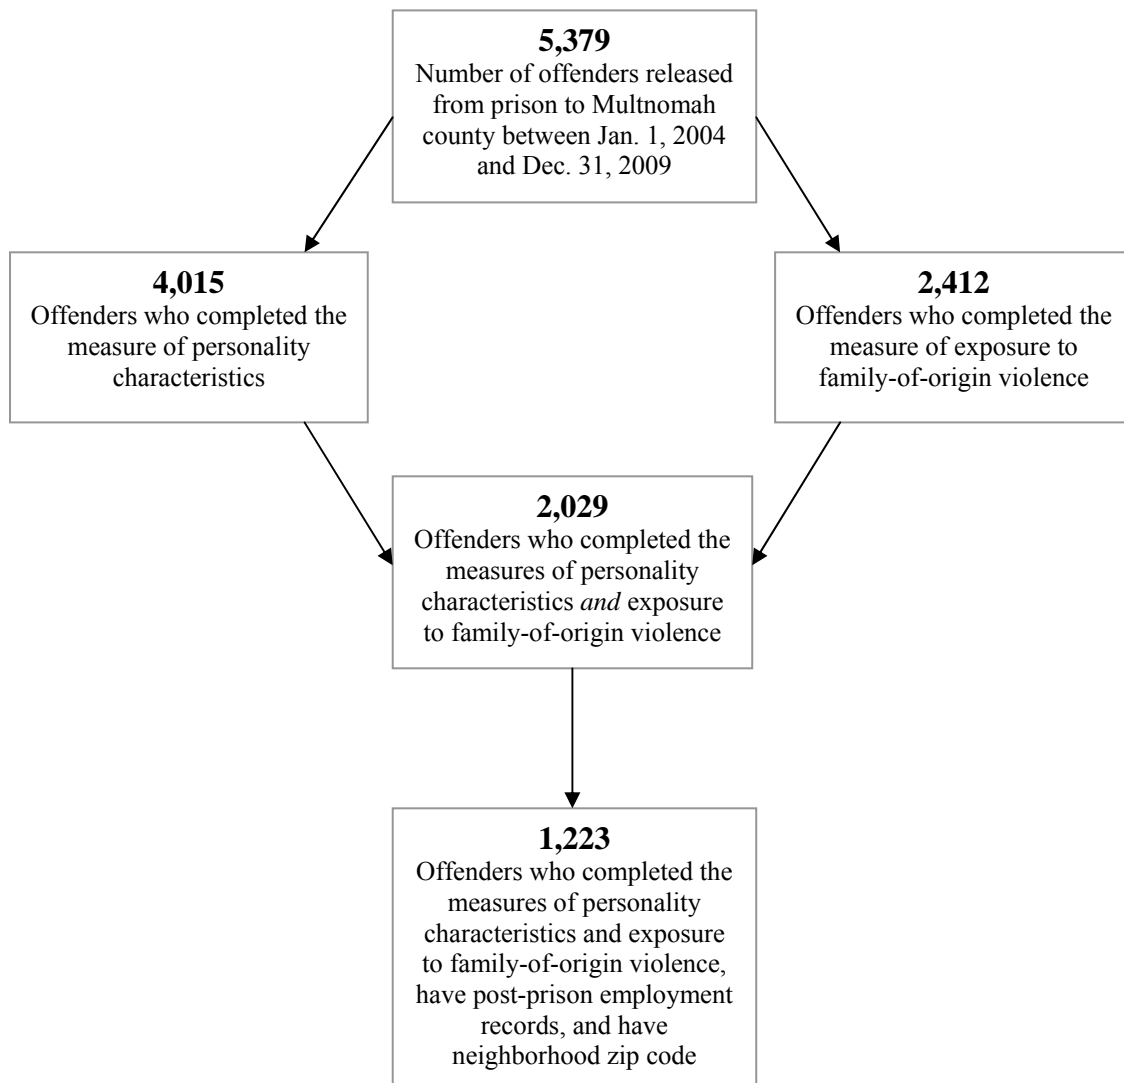 5,379
Number of offenders released
from prison to Multnomah
county between Jan. 1, 2004
and Dec. 31, 2009
4,015
Offenders who completed the
measure of personality
characteristics
2,412
Offenders who completed the
measure of exposure to
family-of-origin violence
2,029
Offenders who completed the
measures of personality
characteristics and exposure
to family-of-origin violence
1,223
Offenders who completed the
measures of personality
characteristics and exposure
to family-of-origin violence,
have post-prison employment
records, and have
neighborhood zip code